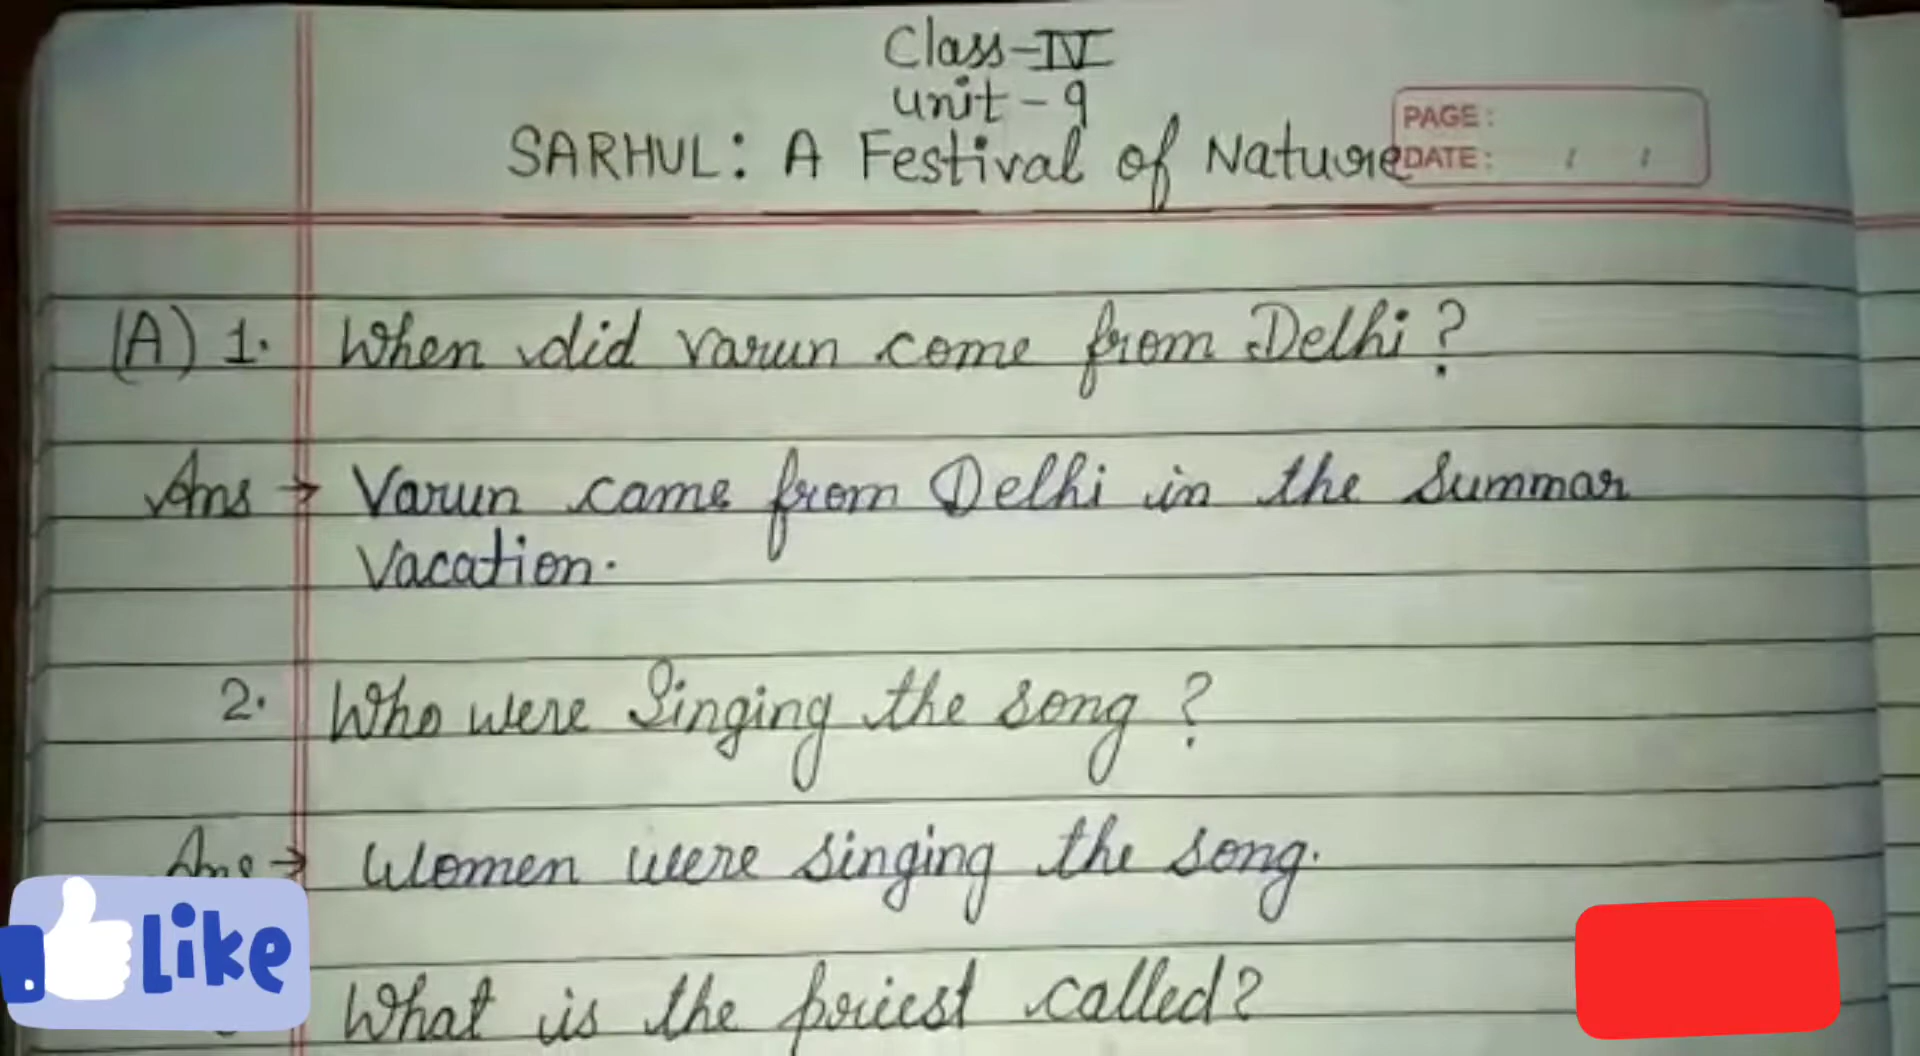 Class-IV
unit-9
SARHUL: A Festival of Nature
PAGE:
DATE: / /
(A) 1. When did varun come from Delhi?
Ans → Varun came from Delhi in the Summar
Vacation.
2. Who were Singing the song?
Ans → Women were singing the song.
Like
What is the priest called?